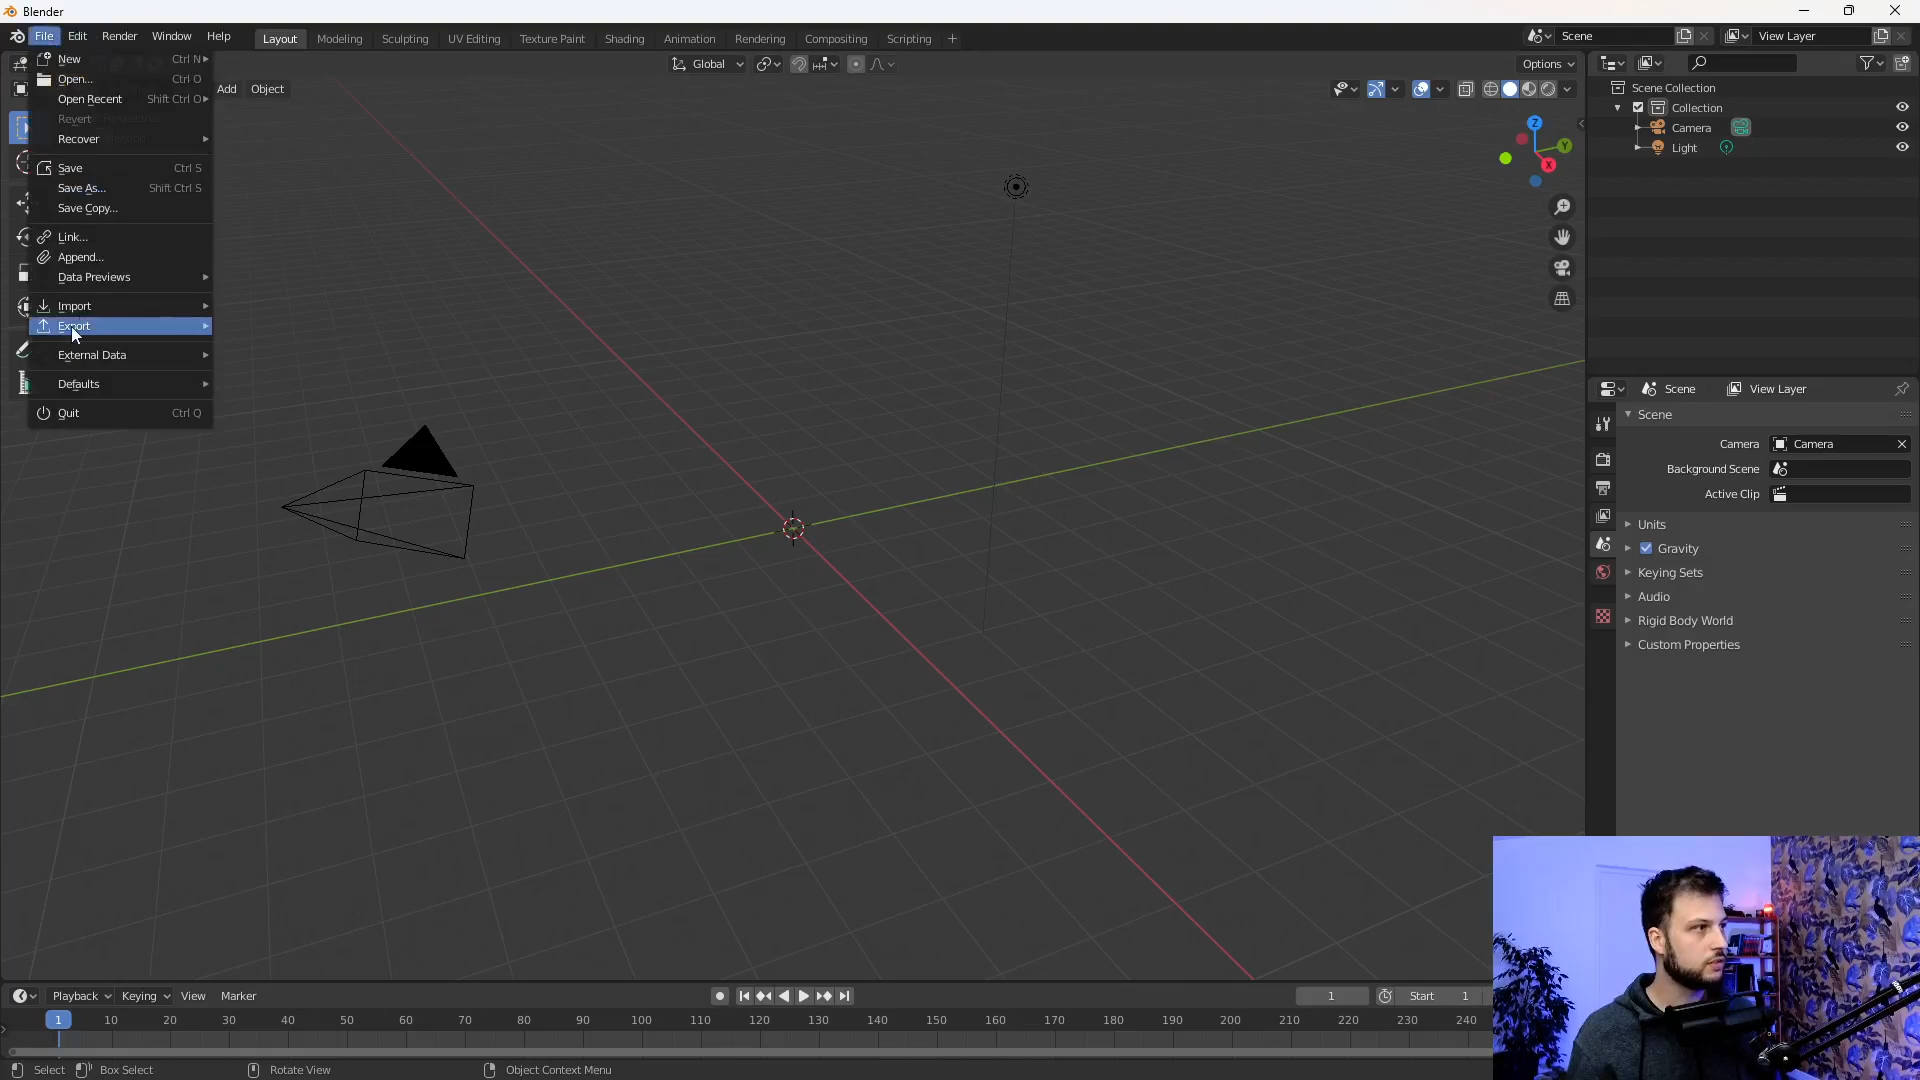 Blender
File Edit Render Window Help Layout Modeling Sculpting UV Editing Texture Paint Shading Animation Rendering Compositing Scripting + Scene View Layer
New Ctrl N
Open... Ctrl O
Open Recent Shift Ctrl O
Revert
Recover
Save Ctrl S
Save As... Shift Ctrl S
Save Copy...
Link...
Append...
Data Previews
Import
Export
External Data
Defaults
Quit Ctrl Q
Global Options
Add Object
Z
Y
X
Scene Collection
Collection
Camera
Light
Scene View Layer
Scene
Camera Camera
Background Scene
Active Clip
Units
Gravity
Keying Sets
Audio
Rigid Body World
Custom Properties
Playback Keying View Marker 1 Start 1
1 10 20 30 40 50 60 70 80 90 100 110 120 130 140 150 160 170 180 190 200 210 220 230 240
Select Box Select Rotate View Object Context Menu